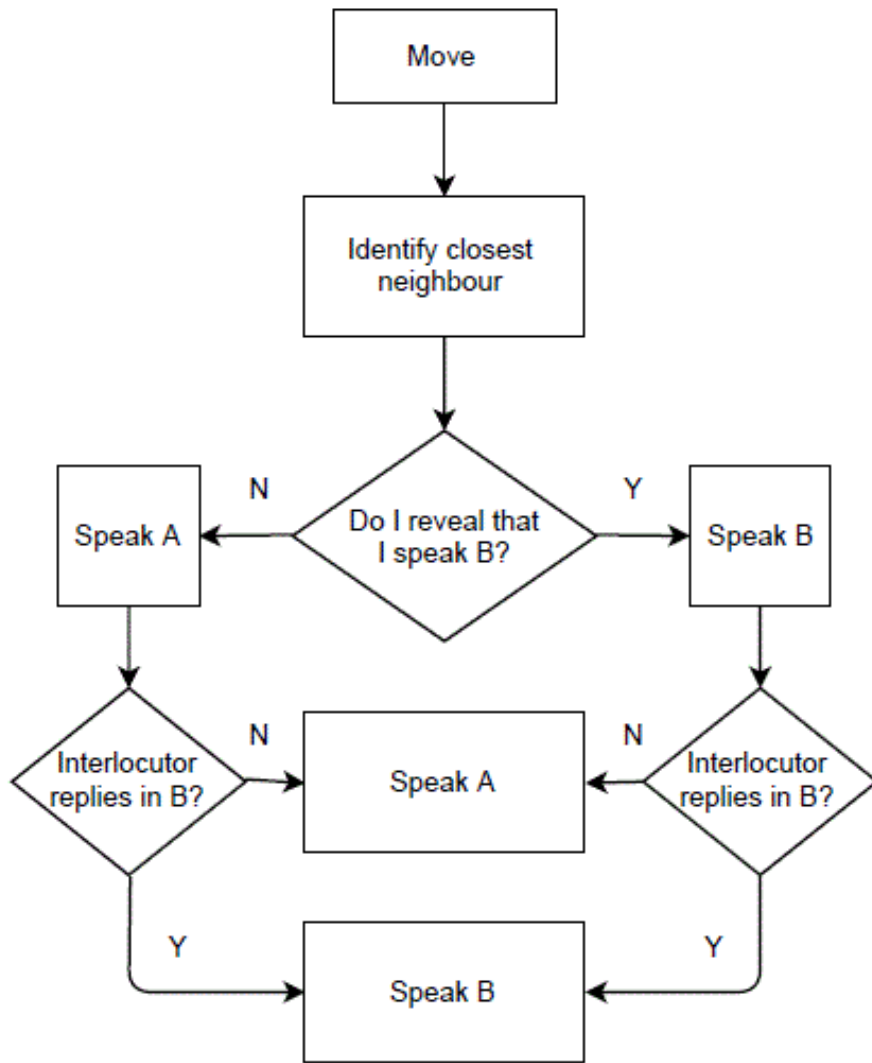 Move
Identify closest
neighbour
N
Y
Speak A
Do I reveal that
I speak B?
Speak B
Interlocutor
replies in B?
N
Speak A
N
Interlocutor
replies in B?
Y
Speak B
Y